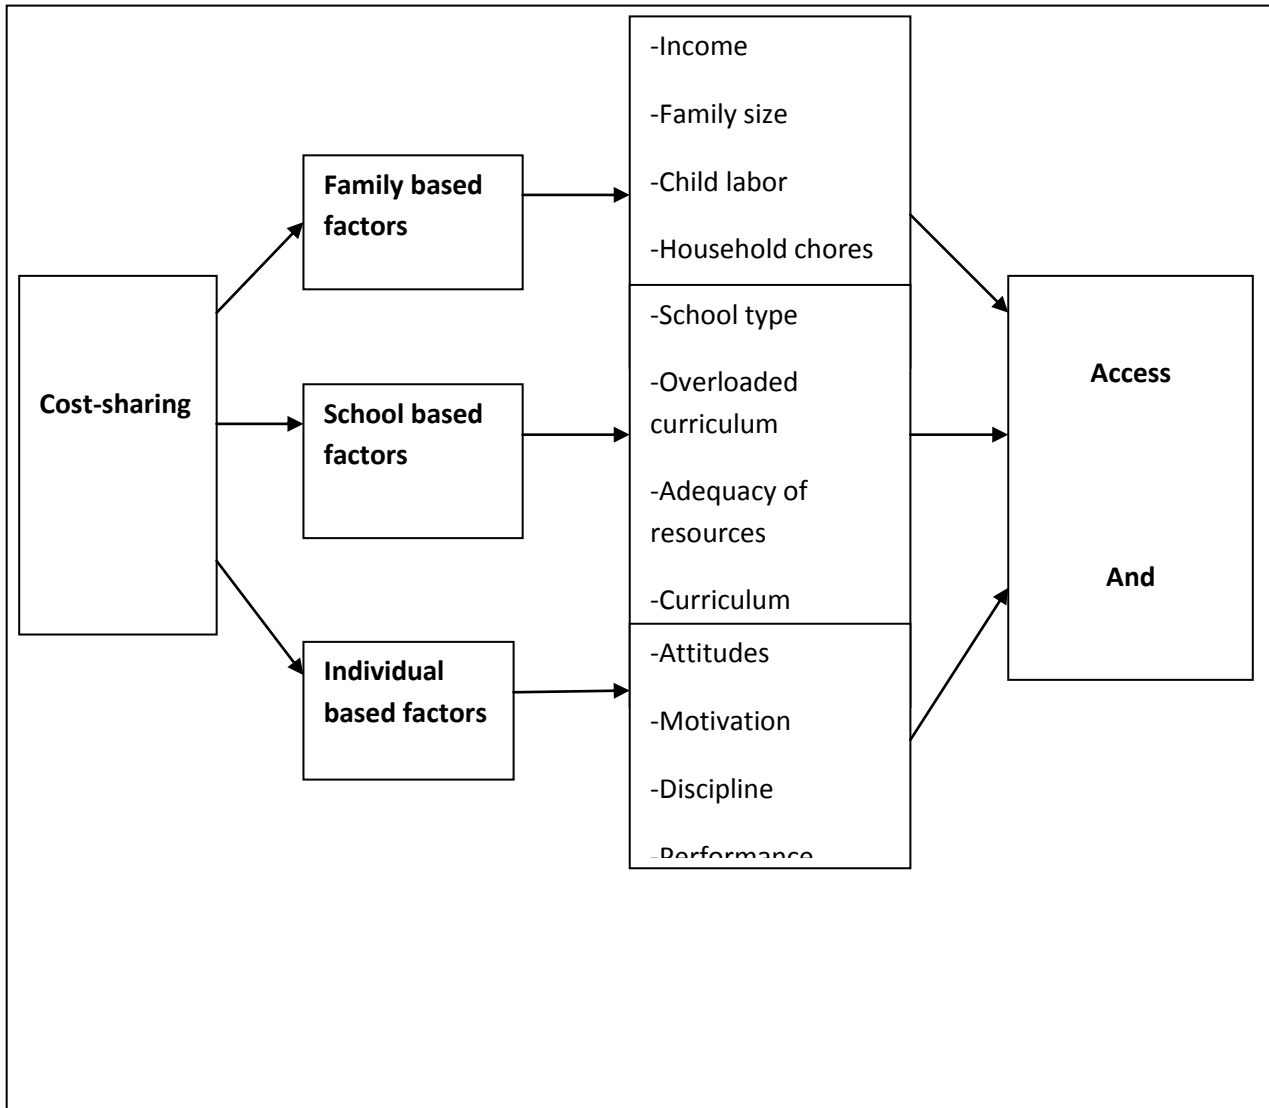 Cost-sharing
Family based
factors
School based
factors
Individual
based factors
-Income
-Family size
-Child labor
-Household chores
-School type
-Overloaded
curriculum
-Adequacy of
resources
-Curriculum
-Attitudes
-Motivation
-Discipline
-Performance
Access
And